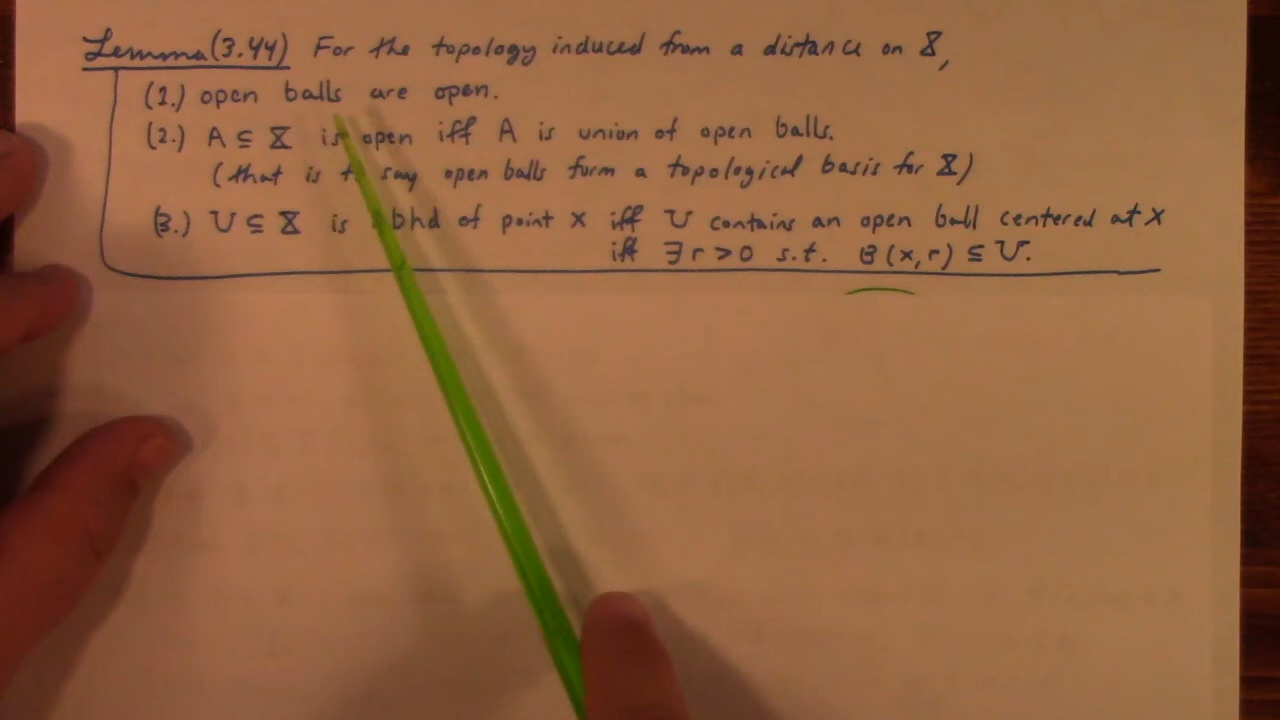 Lemma (3.44) For the topology induced from a distance on X,
(1.) open balls are open.
(2.) A ⊆ X is open iff A is union of open balls.
(that is say open balls form a topological basis for X)
(3.) U ⊆ X is nbhd of point x iff U contains an open ball centered at x
iff ∃ r > 0 s.t. B(x,r) ⊆ U.